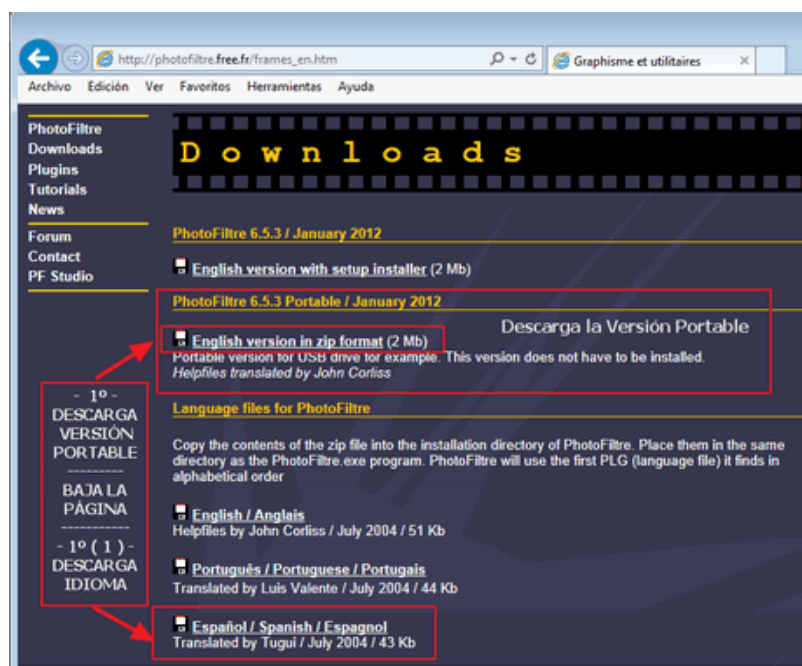 http://photofiltre.free.fr/frames_en.htm
Graphisme et utilitaires
Archivo Edición Ver Favoritos Herramientas Ayuda
PhotoFiltre
Downloads
Plugins
Tutorials
News
Forum
Contact
PF Studio
Downloads
PhotoFiltre 6.5.3 / January 2012
English version with setup installer (2 Mb)
PhotoFiltre 6.5.3 Portable / January 2012
Descarga la Versión Portable
English version in zip format (2 Mb)
Portable version for USB drive for example. This version does not have to be installed.
Helpfiles translated by John Corliss
- 1º -
DESCARGA
VERSIÓN
PORTABLE
----------
BAJA LA
PÁGINA
-----------
- 1º ( 1 ) -
DESCARGA
IDIOMA
Language files for PhotoFiltre
Copy the contents of the zip file into the installation directory of PhotoFiltre. Place them in the same
directory as the PhotoFiltre.exe program. PhotoFiltre will use the first PLG (language file) it finds in
alphabetical order
English / Anglais
Helpfiles by John Corliss / July 2004 / 51 Kb
Português / Portuguese / Portugais
Translated by Luis Valente / July 2004 / 44 Kb
Español / Spanish / Espagnol
Translated by Tugui / July 2004 / 43 Kb